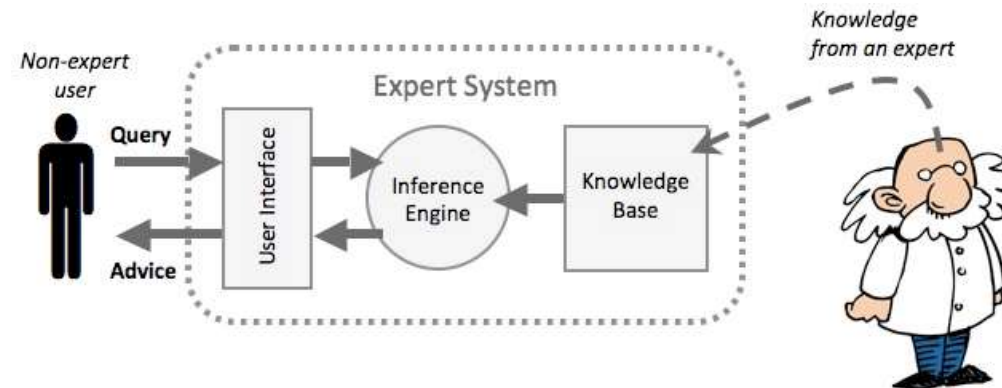 Knowledge
from an expert
Non-expert
user
Expert System
Query
User Interface
Inference
Engine
Knowledge
Base
Advice